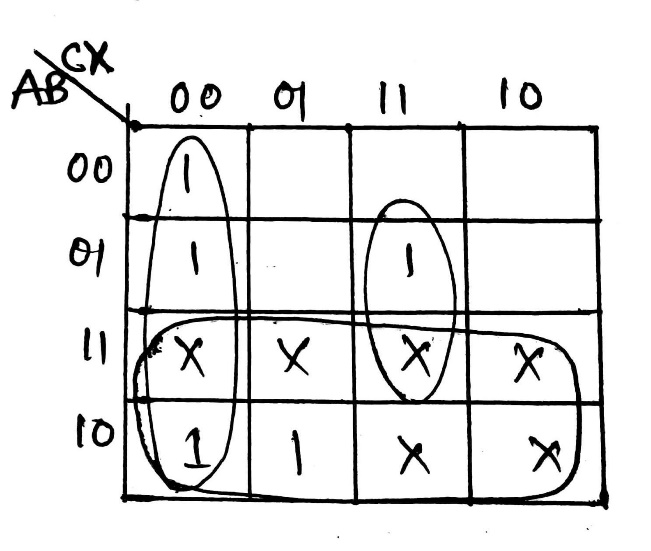 CX
AB 00 01 11 10
00 1
01 1 1
11 X X X X
10 1 1 X X